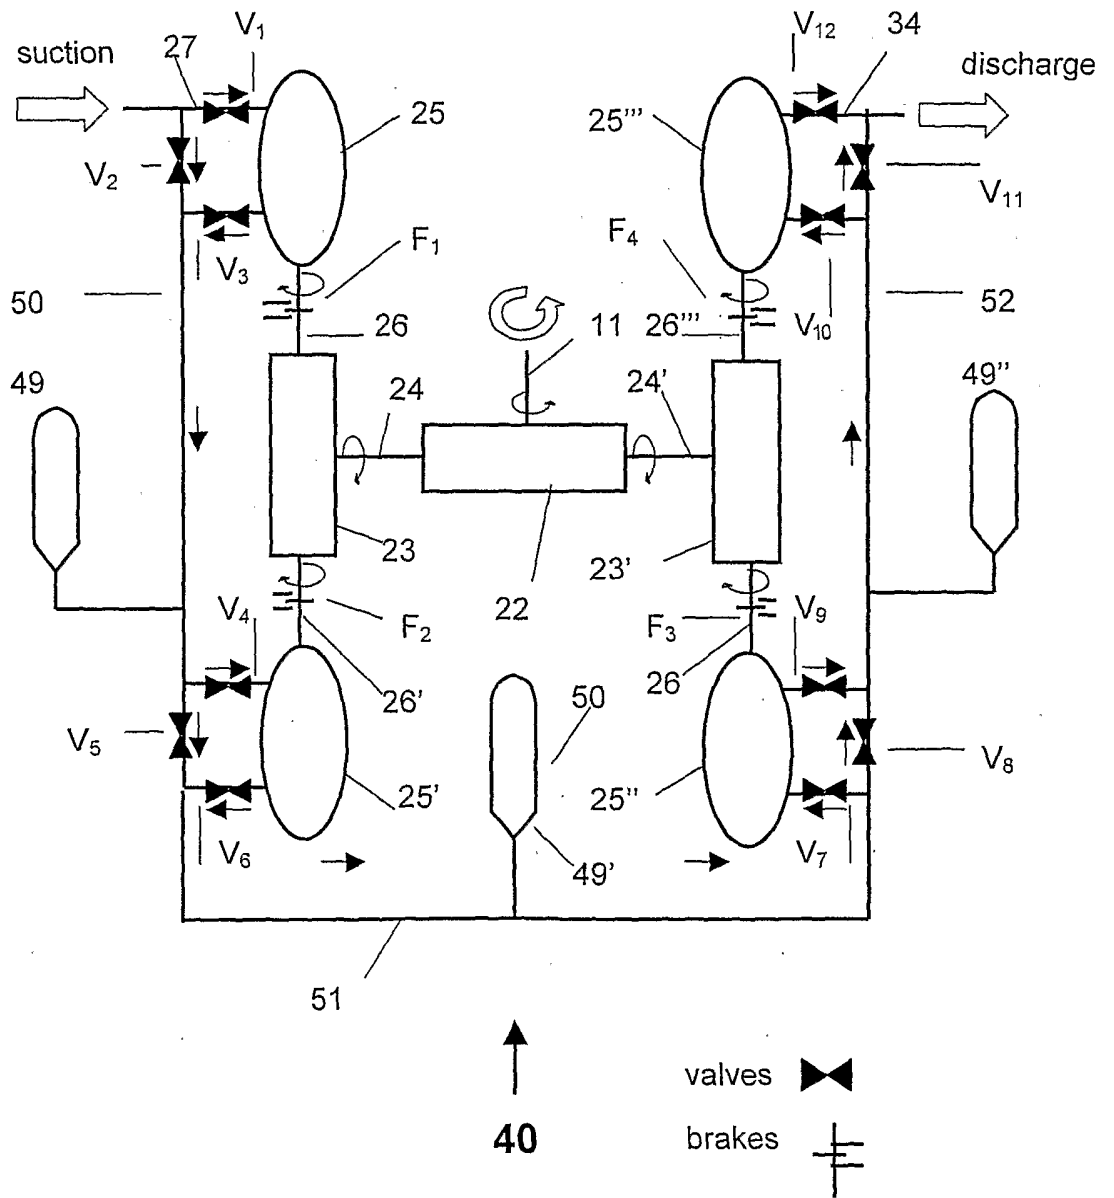 suction
27
V1
V12
34
discharge
25
25'''
V2
V11
V3
F1
F4
V10
50
52
26
11
26'''
49
24
24'
49''
23
22
23'
V4
F2
F3
V9
26'
26
50
V5
V8
25'
25''
V6
49'
V7
51
40
valves
brakes